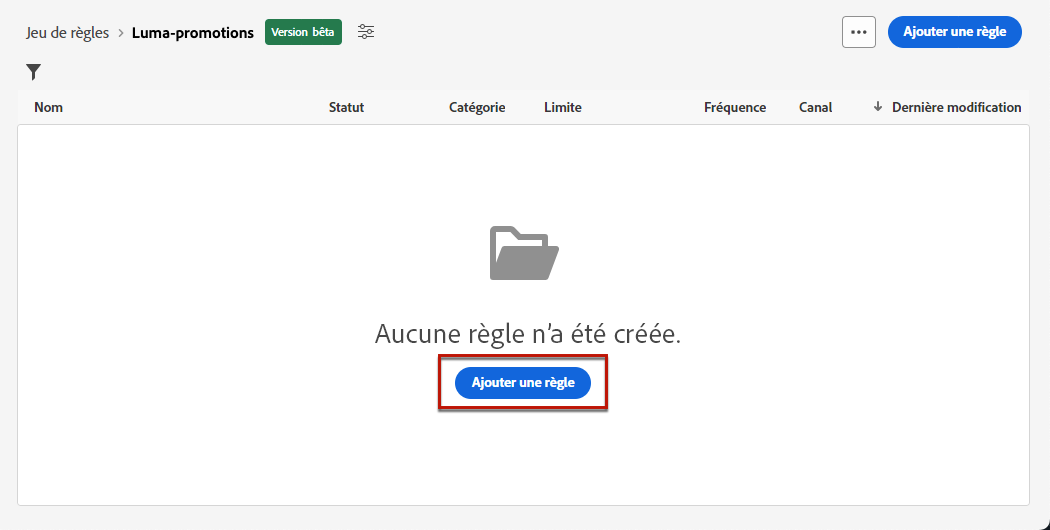 Jeu de règles > Luma-promotions Version bêta ••• Ajouter une règle
Nom Statut Catégorie Limite Fréquence Canal ↓ Dernière modification
Aucune règle n’a été créée.
Ajouter une règle